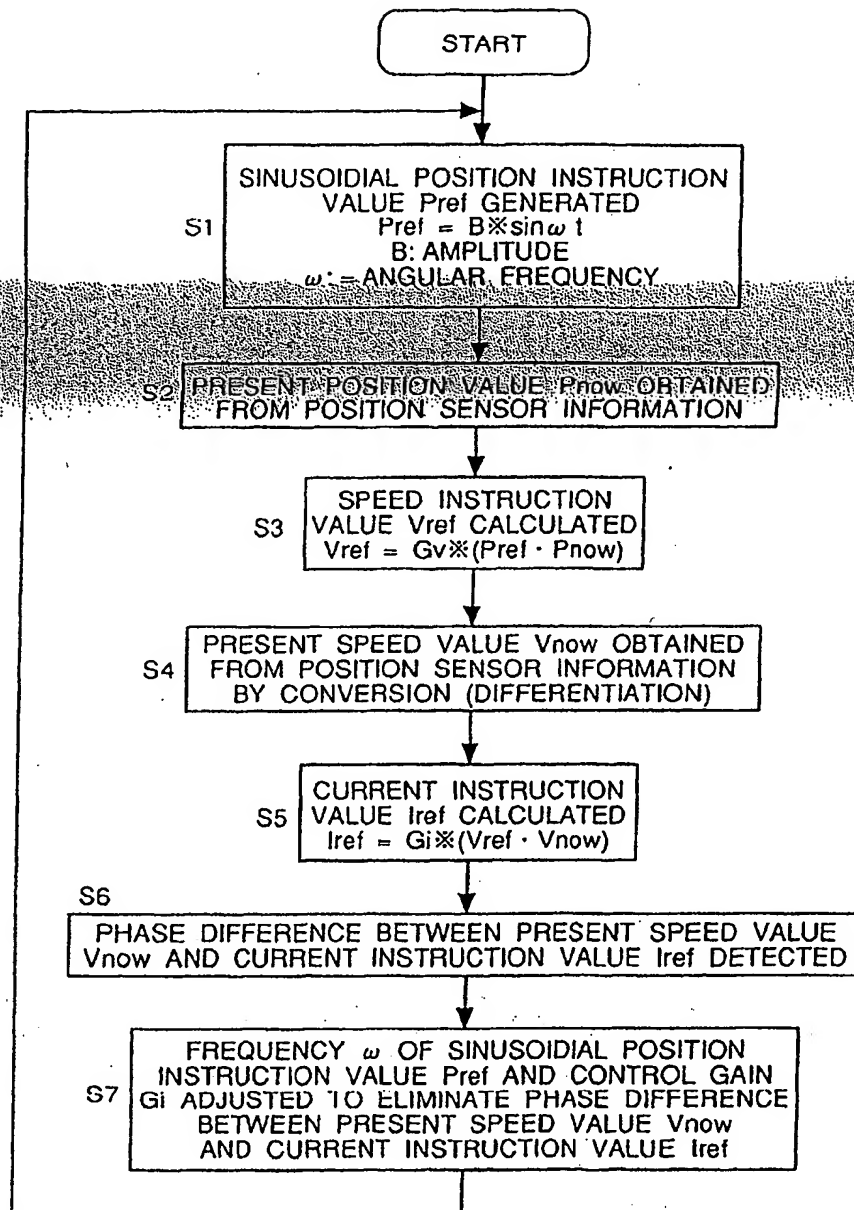 START
SINUSOIDIAL POSITION INSTRUCTION
VALUE Pref GENERATED
Pref = B※sinω t
B: AMPLITUDE
ω: = ANGULAR FREQUENCY
S1
S2
PRESENT POSITION VALUE Pnow OBTAINED
FROM POSITION SENSOR INFORMATION
S3
SPEED INSTRUCTION
VALUE Vref CALCULATED
Vref = Gv※(Pref · Pnow)
S4
PRESENT SPEED VALUE Vnow OBTAINED
FROM POSITION SENSOR INFORMATION
BY CONVERSION (DIFFERENTIATION)
S5
CURRENT INSTRUCTION
VALUE Iref CALCULATED
Iref = Gi※(Vref · Vnow)
S6
PHASE DIFFERENCE BETWEEN PRESENT SPEED VALUE
Vnow AND CURRENT INSTRUCTION VALUE Iref DETECTED
S7
FREQUENCY ω OF SINUSOIDIAL POSITION
INSTRUCTION VALUE Pref AND CONTROL GAIN
Gi ADJUSTED TO ELIMINATE PHASE DIFFERENCE
BETWEEN PRESENT SPEED VALUE Vnow
AND CURRENT INSTRUCTION VALUE Iref